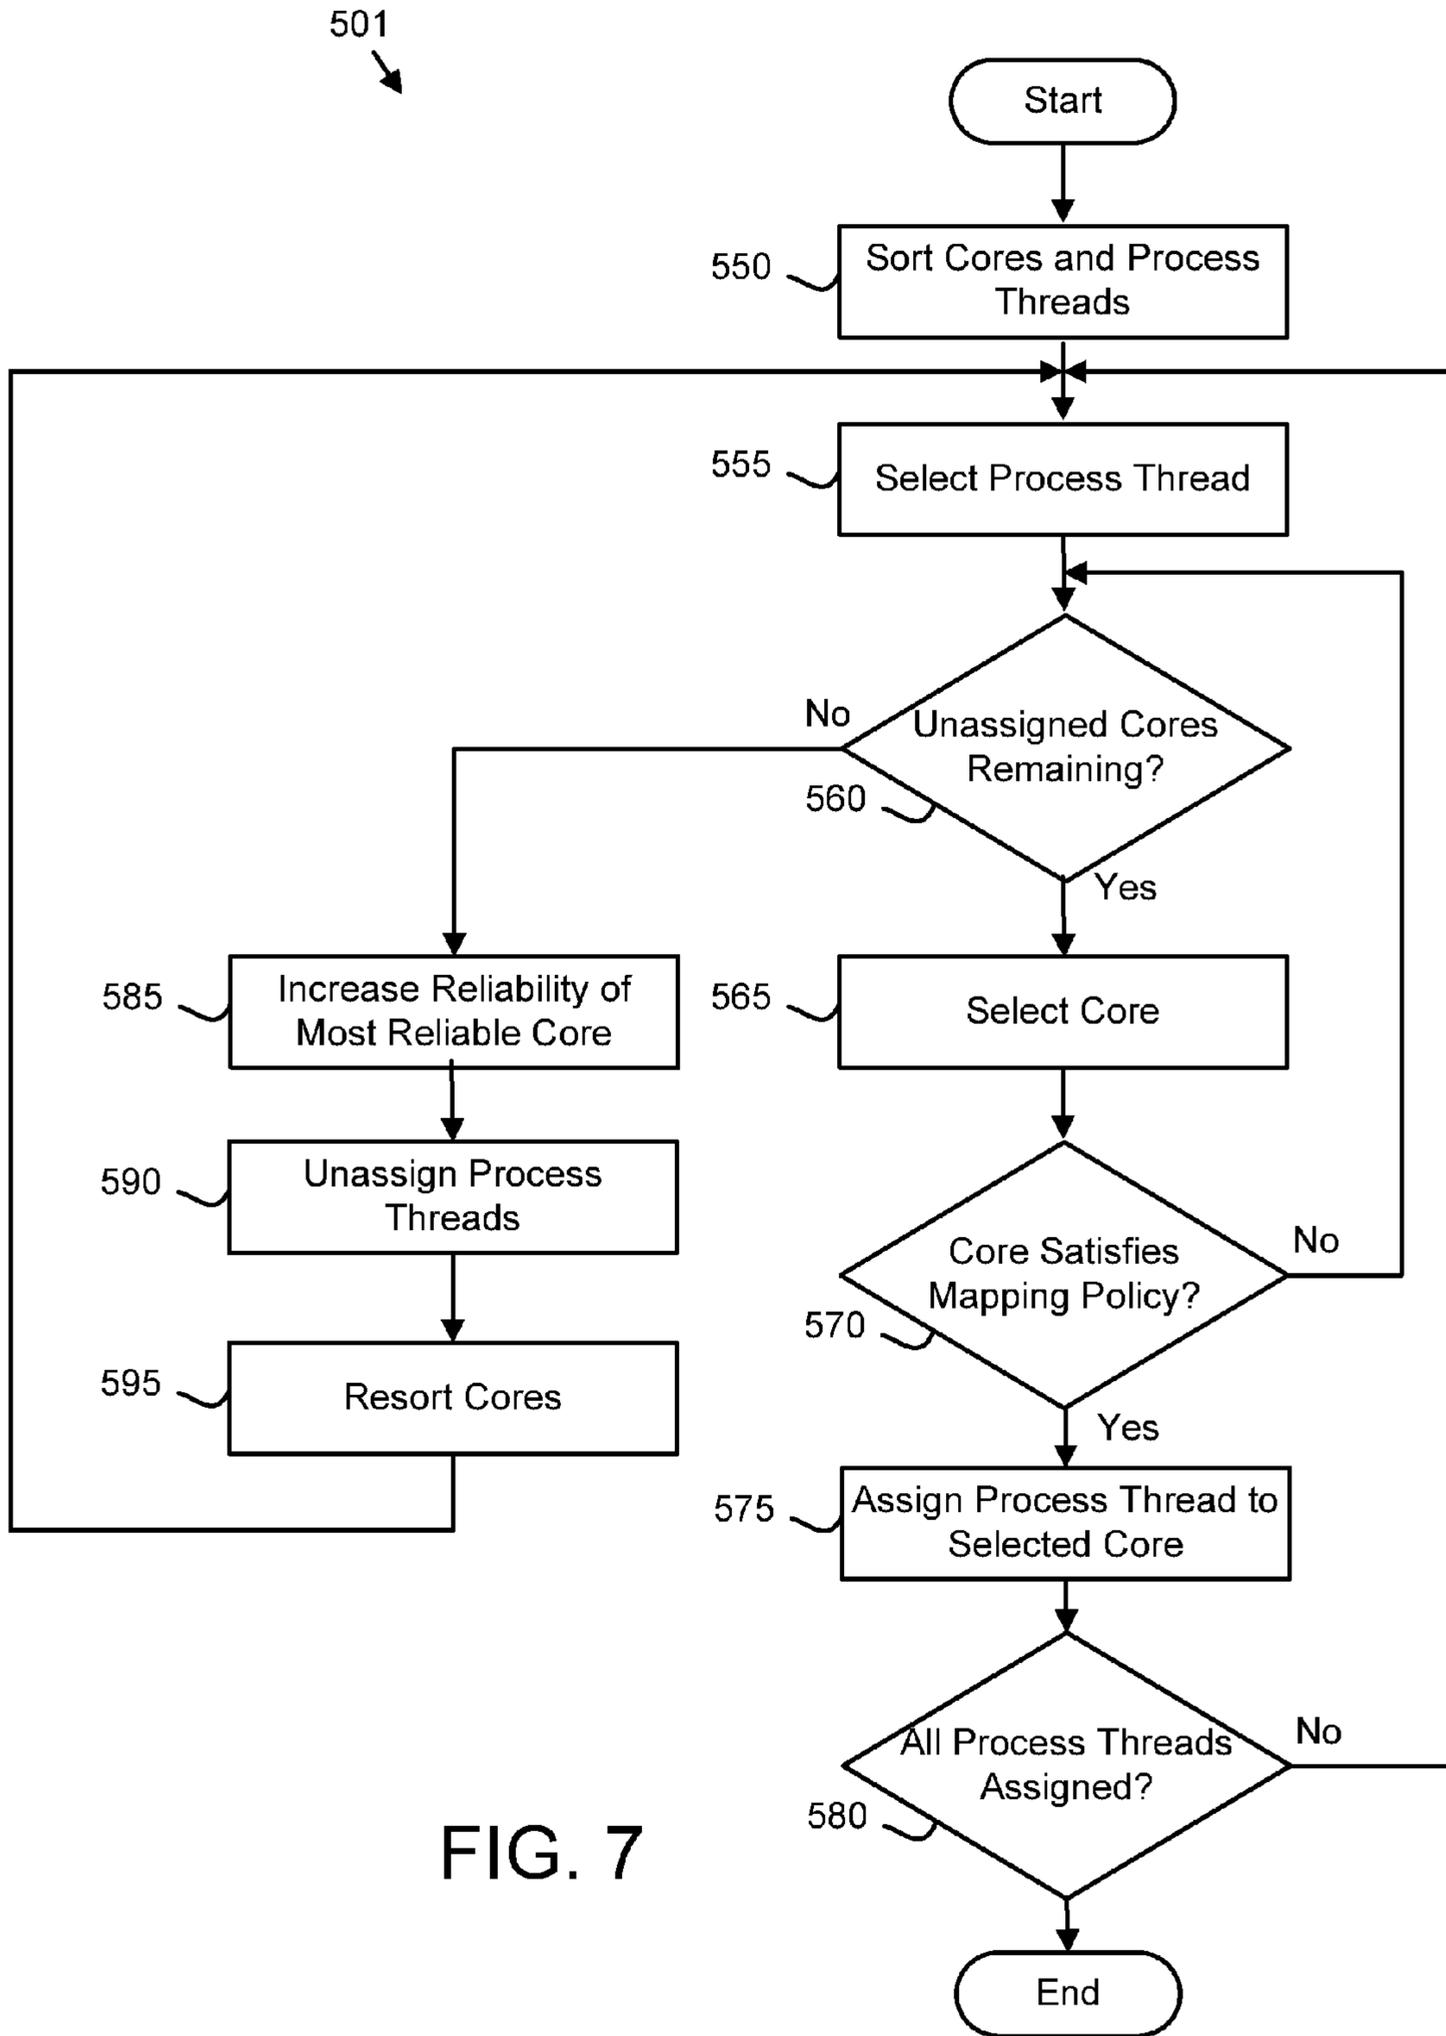 501
Start
550
Sort Cores and Process
Threads
555
Select Process Thread
No
Unassigned Cores
Remaining?
560
Yes
585
Increase Reliability of
Most Reliable Core
565
Select Core
590
Unassign Process
Threads
Core Satisfies
Mapping Policy?
No
570
595
Resort Cores
Yes
575
Assign Process Thread to
Selected Core
All Process Threads
Assigned?
No
580
FIG. 7
End